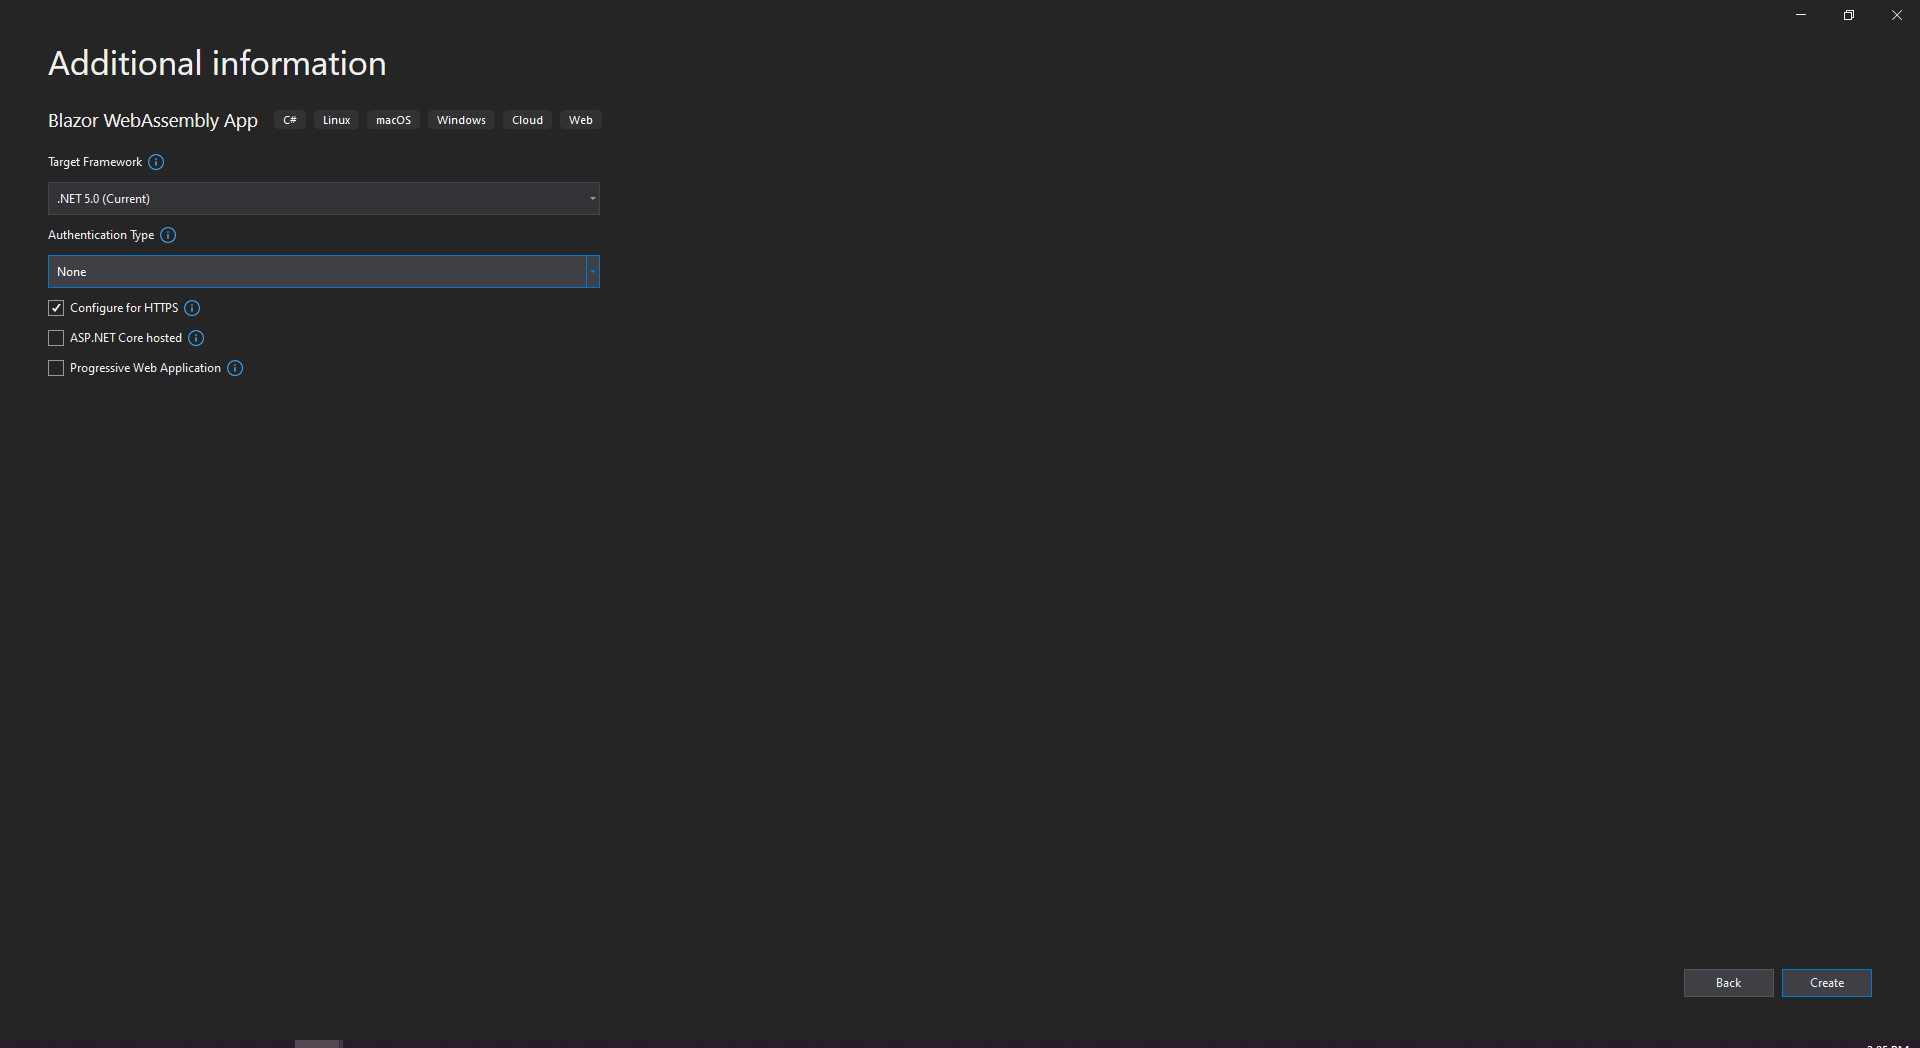 Additional information
Blazor WebAssembly App C# Linux macOS Windows Cloud Web
Target Framework
.NET 5.0 (Current)
Authentication Type
None
Configure for HTTPS
ASP.NET Core hosted
Progressive Web Application
Back Create